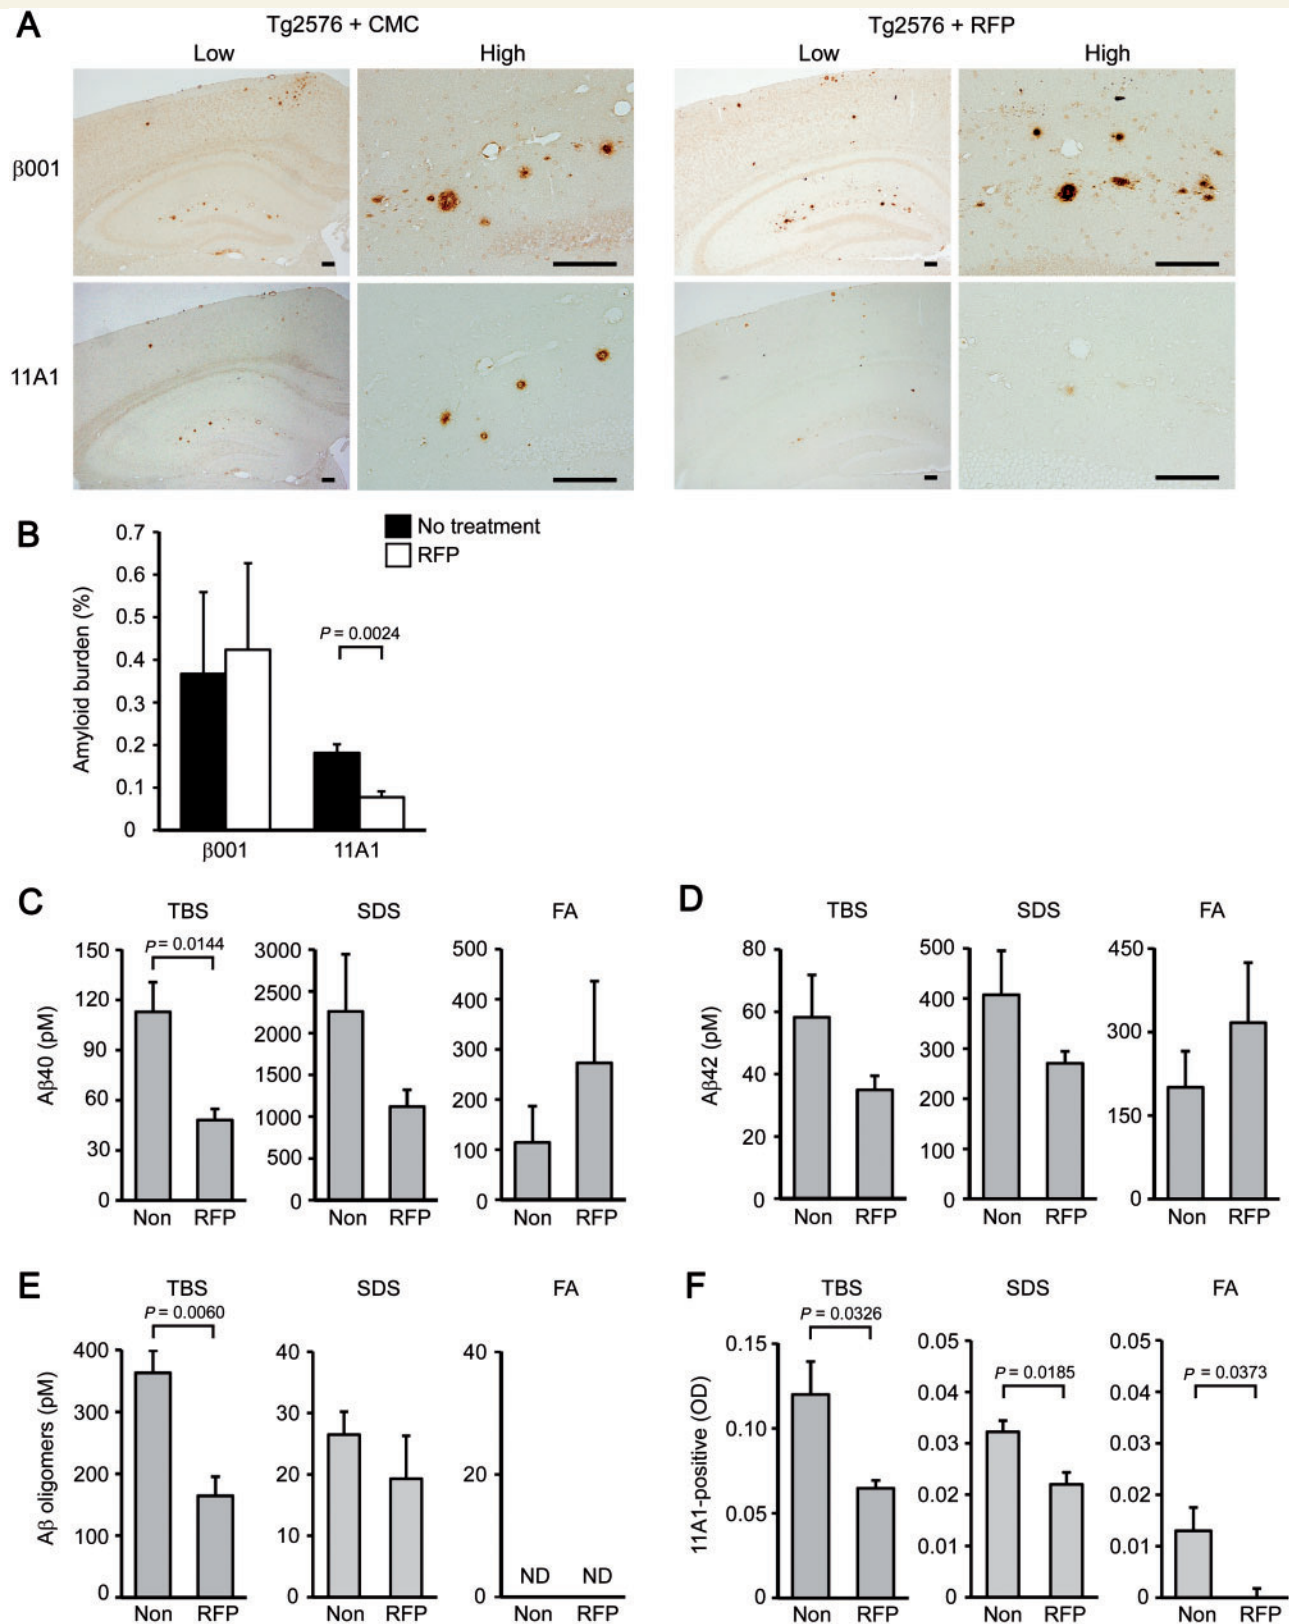 A
Tg2576 + CMC
Tg2576 + RFP
Low
High
Low
High
β001
11A1
B
No treatment
RFP
Amyloid burden (%)
0.7
0.6
0.5
0.4
0.3
0.2
0.1
0
P = 0.0024
β001
11A1
C
TBS
SDS
FA
Aβ40 (pM)
150
120
90
60
30
0
P = 0.0144
Non
RFP
3000
2500
2000
1500
1000
500
0
Non
RFP
500
400
300
200
100
0
Non
RFP
D
TBS
SDS
FA
Aβ42 (pM)
80
60
40
20
0
Non
RFP
500
400
300
200
100
0
Non
RFP
450
300
150
0
Non
RFP
E
TBS
SDS
FA
Aβ oligomers (pM)
P = 0.0060
400
300
200
100
0
Non
RFP
40
30
20
10
0
Non
RFP
40
20
0
ND
ND
Non
RFP
F
TBS
SDS
FA
11A1-positive (OD)
P = 0.0326
0.15
0.10
0.05
0
Non
RFP
0.05
0.04
0.03
0.02
0.01
0
P = 0.0185
Non
RFP
0.05
0.04
0.03
0.02
0.01
0
P = 0.0373
Non
RFP